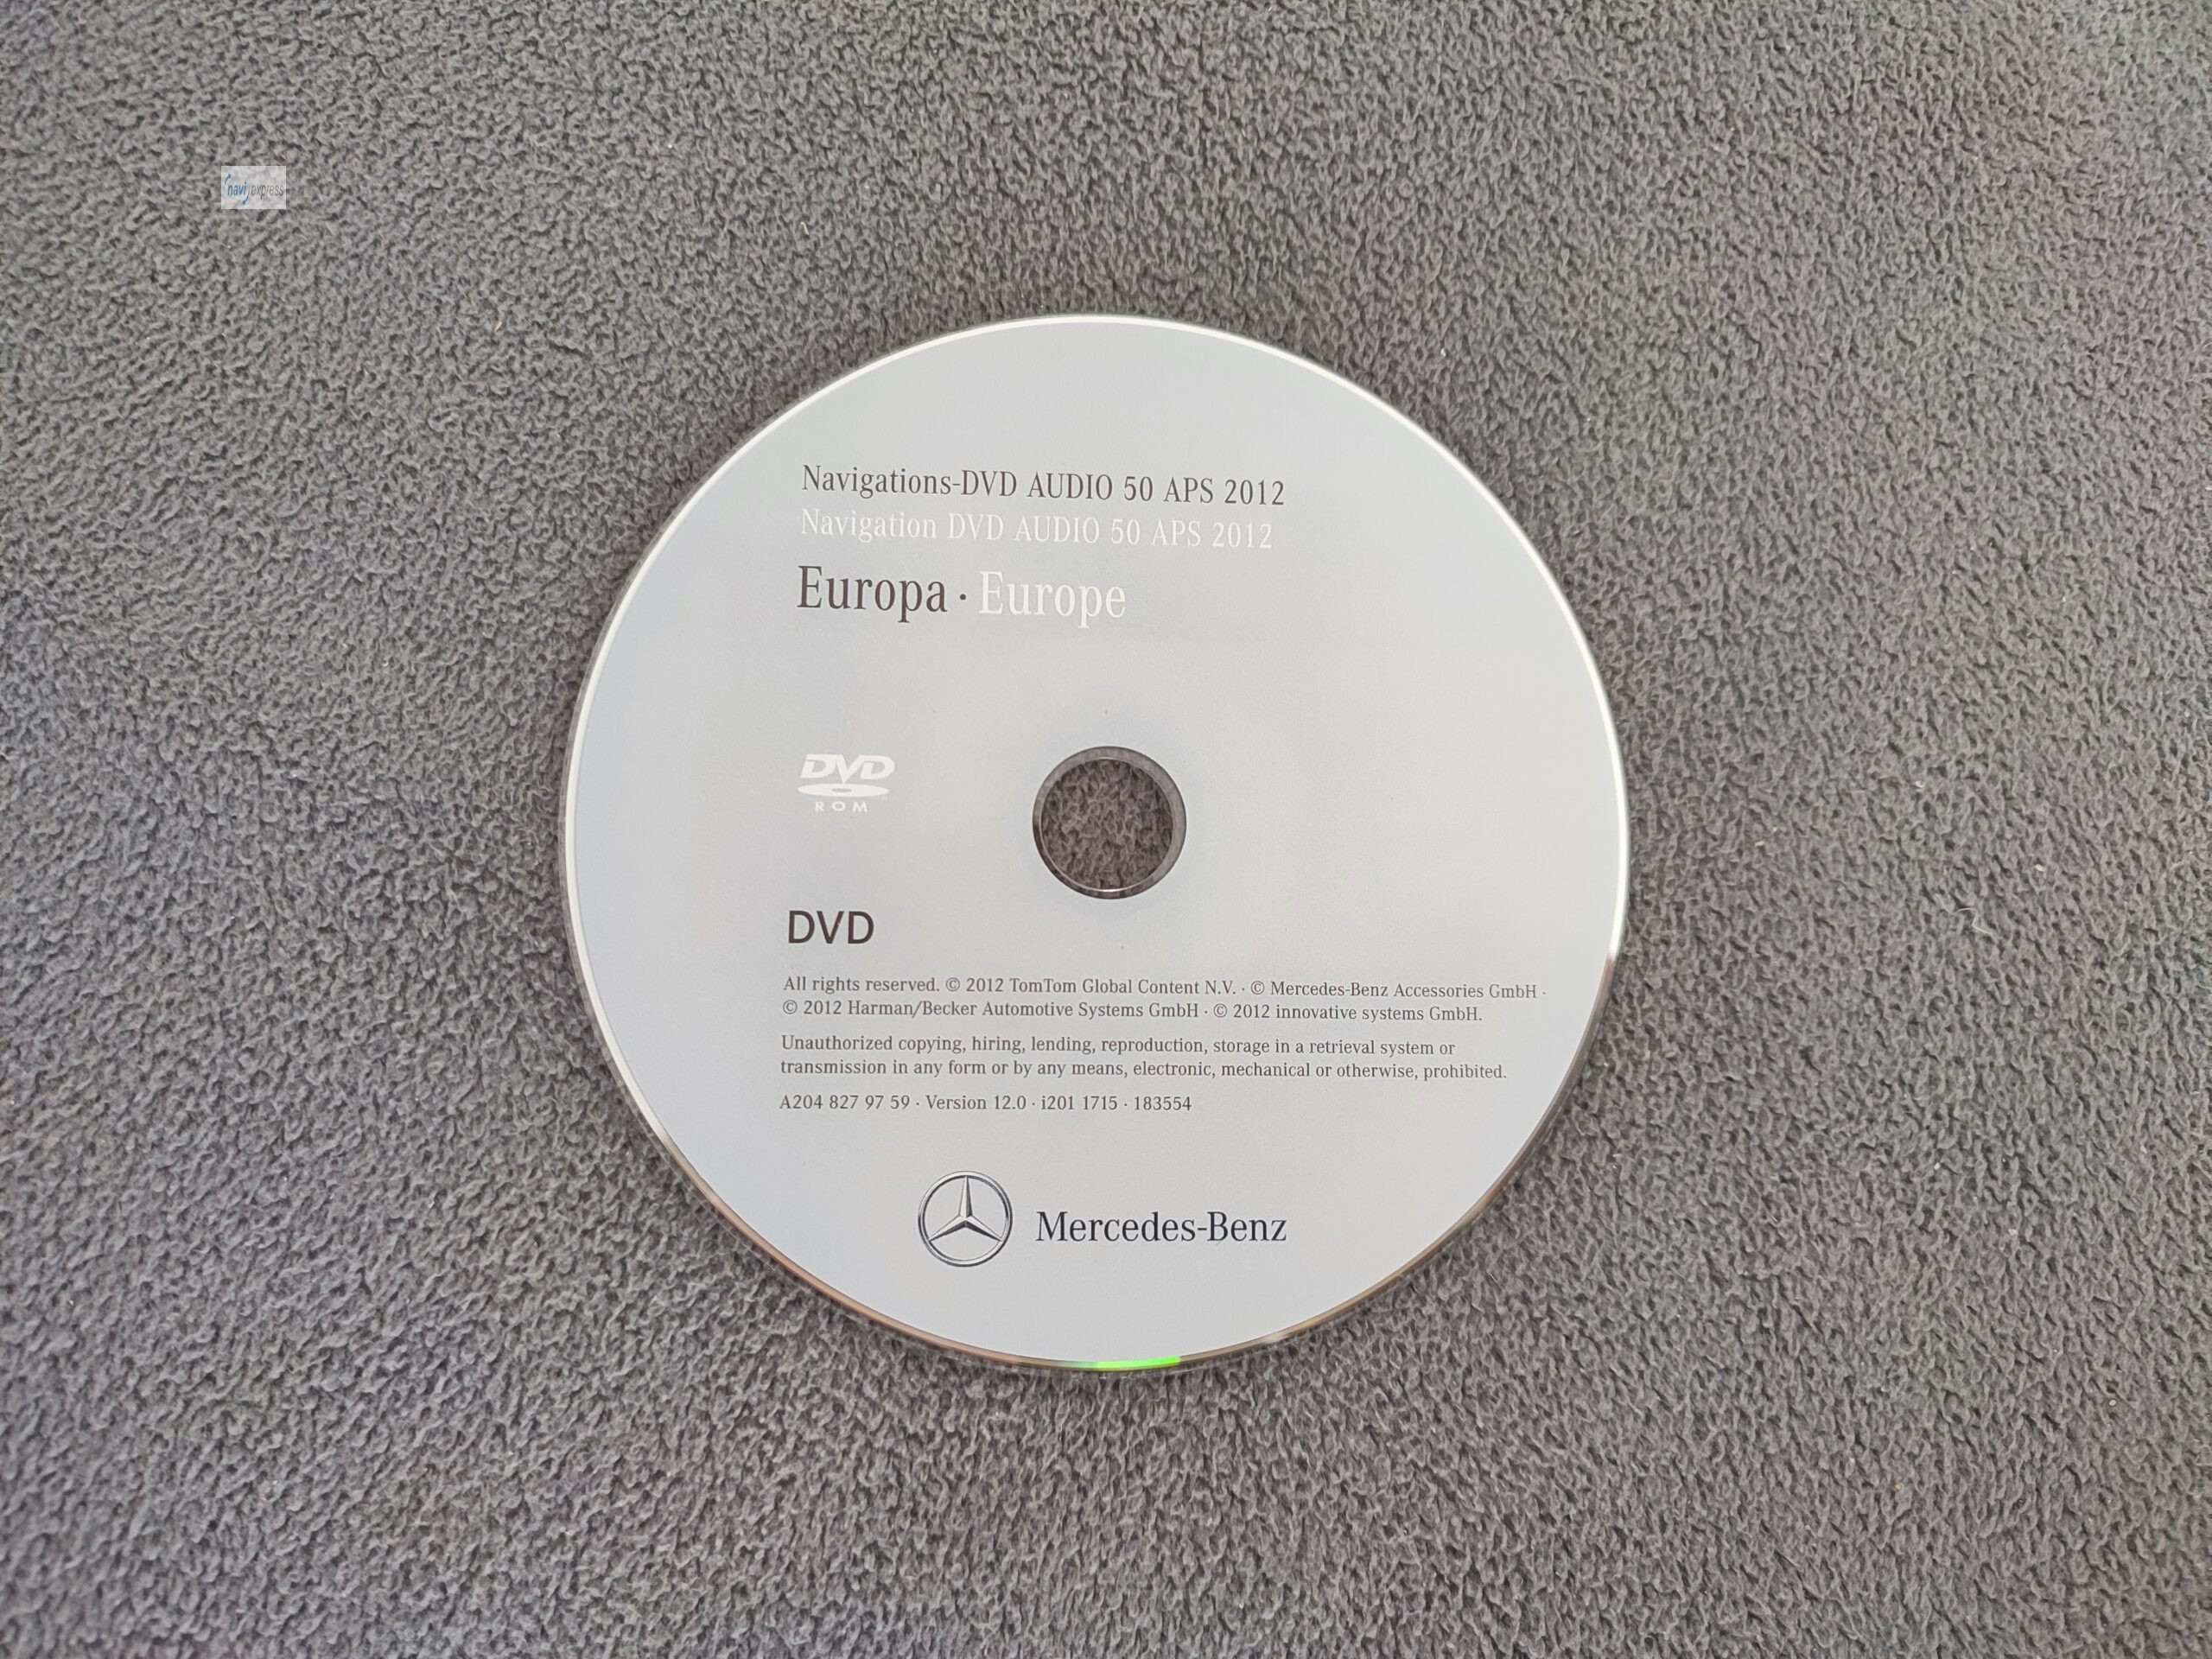 navi express
Navigations-DVD AUDIO 50 APS 2012
Navigation DVD AUDIO 50 APS 2012
Europa · Europe
DVD
ROM
DVD
All rights reserved. © 2012 TomTom Global Content N.V. · © Mercedes-Benz Accessories GmbH ·
© 2012 Harman/Becker Automotive Systems GmbH · © 2012 innovative systems GmbH.
Unauthorized copying, hiring, lending, reproduction, storage in a retrieval system or
transmission in any form or by any means, electronic, mechanical or otherwise, prohibited.
A204 827 97 59 · Version 12.0 · i201 1715 · 183554
Mercedes-Benz